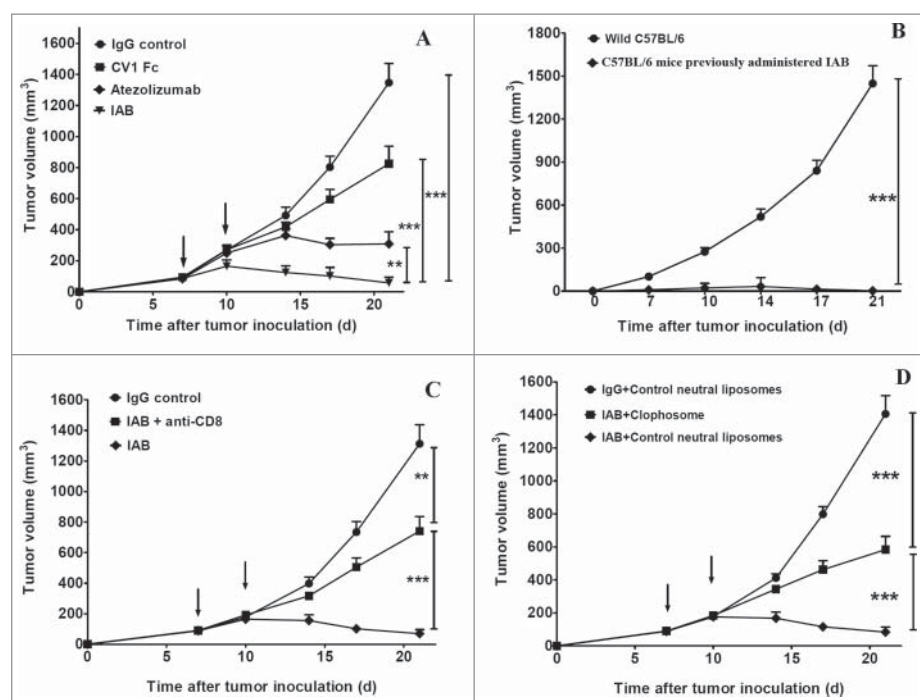 A
IgG control
CV1 Fc
Atezolizumab
IAB
Tumor volume (mm3)
1600
1400
1200
1000
800
600
400
200
0
***
***
**
0 5 10 15 20
Time after tumor inoculation (d)
B
Wild C57BL/6
C57BL/6 mice previously administered IAB
Tumor volume (mm3)
1800
1500
1200
900
600
300
0
***
0 7 10 14 17 21
Time after tumor inoculation (d)
C
IgG control
IAB + anti-CD8
IAB
Tumor volume (mm3)
1600
1400
1200
1000
800
600
400
200
0
**
***
0 5 10 15 20
Time after tumor inoculation (d)
D
IgG+Control neutral liposomes
IAB+Clophosome
IAB+Control neutral liposomes
Tumor volume (mm3)
1600
1400
1200
1000
800
600
400
200
0
***
***
0 5 10 15 20
Time after tumor inoculation (d)